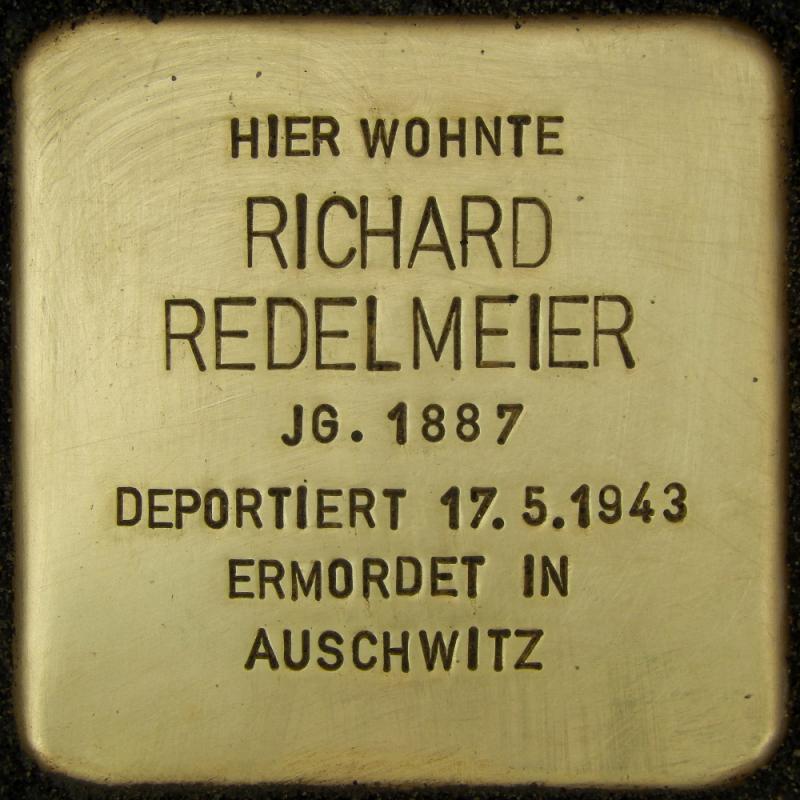 HIER WOHNTE
RICHARD
REDELMEIER
JG. 1887
DEPORTIERT 17.5.1943
ERMORDET IN
AUSCHWITZ